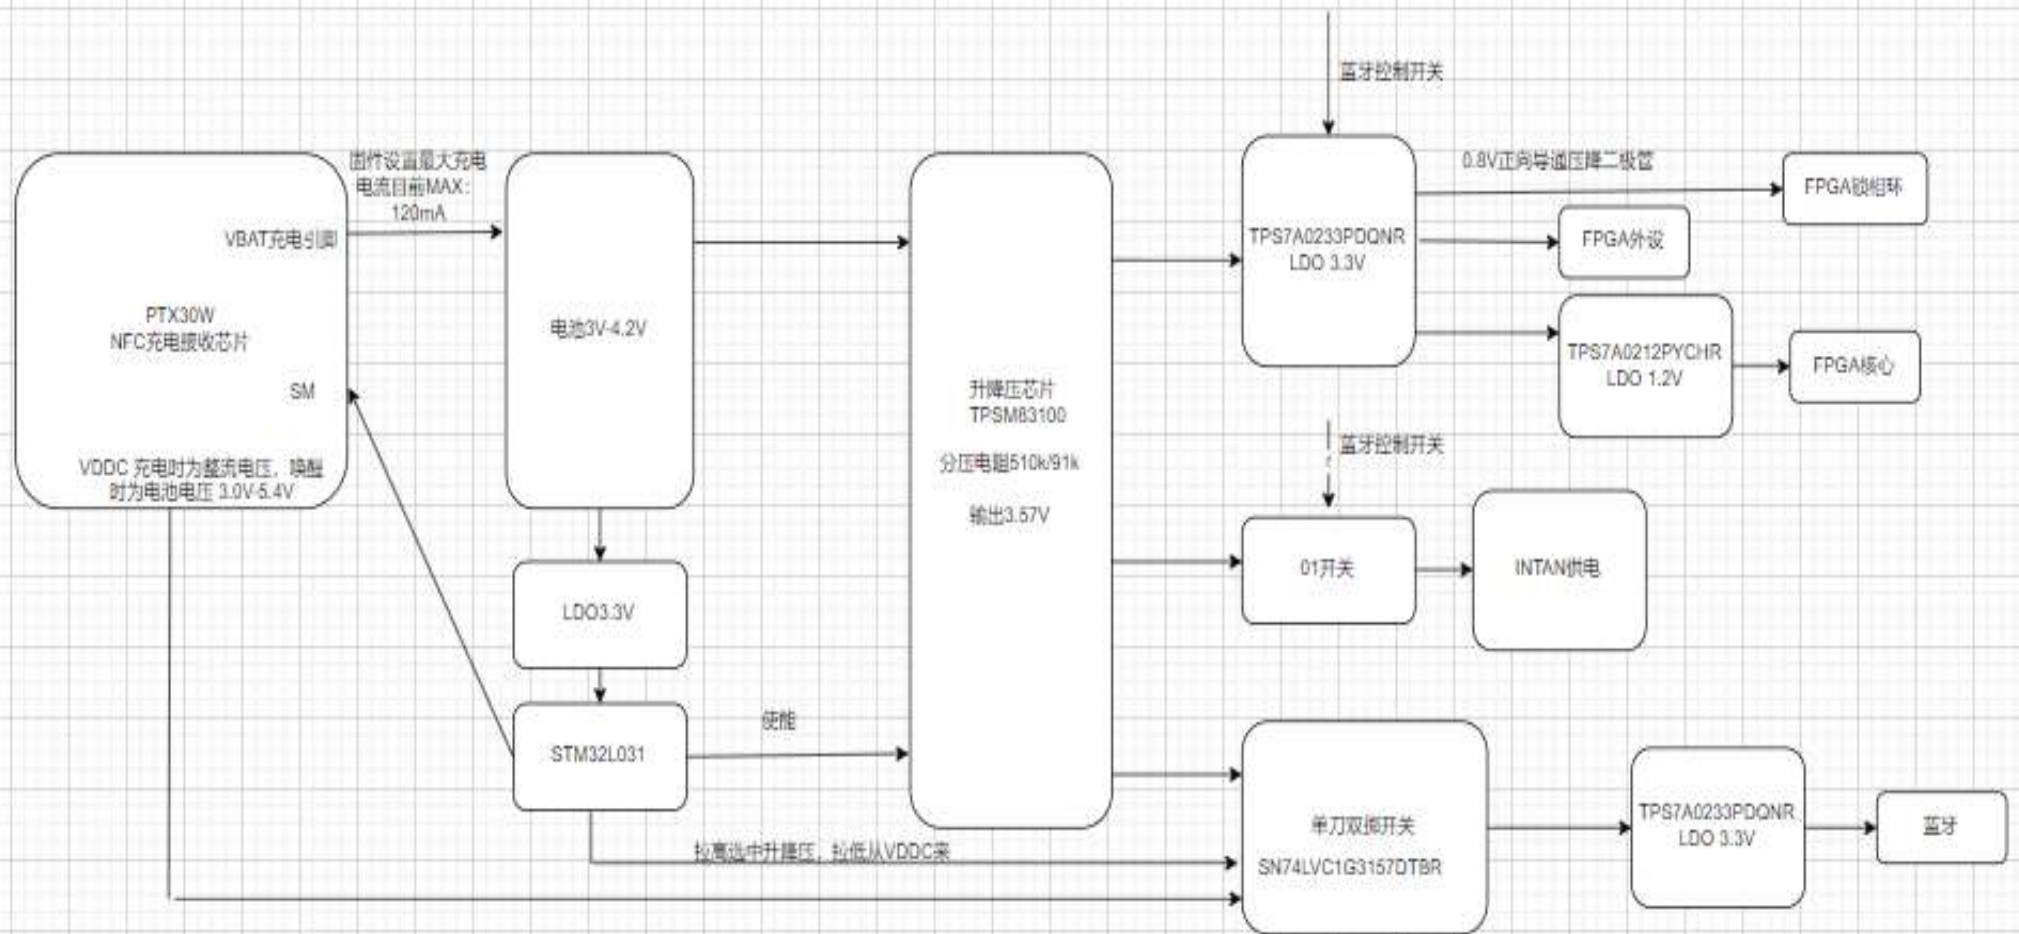 蓝牙控制开关
固件设置最大充电
电流目前MAX：
120mA
VBAT充电引脚
PTX30W
NFC充电接收芯片
SM
VDDC 充电时为整流电压，唤醒
时为电池电压 3.0V-5.4V
电池3V-4.2V
LDO3.3V
STM32L031
使能
拉高选中升降压，拉低从VDDC来
升降压芯片
TPSM83100
分压电阻510k/91k
输出3.57V
TPS7A0233PDQNR
LDO 3.3V
0.8V正向导通压降二极管
FPGA锁相环
FPGA外设
TPS7A0212PYCHR
LDO 1.2V
FPGA核心
蓝牙控制开关
01开关
INTAN供电
单刀双掷开关
SN74LVC1G3157DTBR
TPS7A0233PDQNR
LDO 3.3V
蓝牙